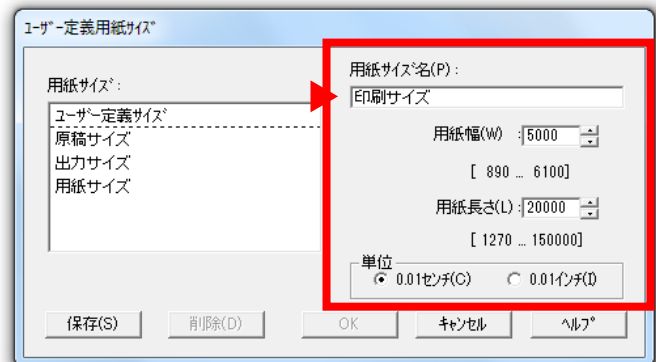 ﾕｰｻﾞｰ定義用紙ｻｲｽﾞ
用紙ｻｲｽﾞ:
ﾕｰｻﾞｰ定義ｻｲｽﾞ
原稿サイズ
出力サイズ
用紙サイズ
用紙ｻｲｽﾞ名(P):
印刷サイズ
用紙幅(W) :5000
[ 890 ... 6100]
用紙長さ(L):20000
[ 1270 ... 150000]
単位
0.01ｾﾝﾁ(C) 0.01ｲﾝﾁ(I)
保存(S) 削除(D) OK ｷｬﾝｾﾙ ﾍﾙﾌﾟ